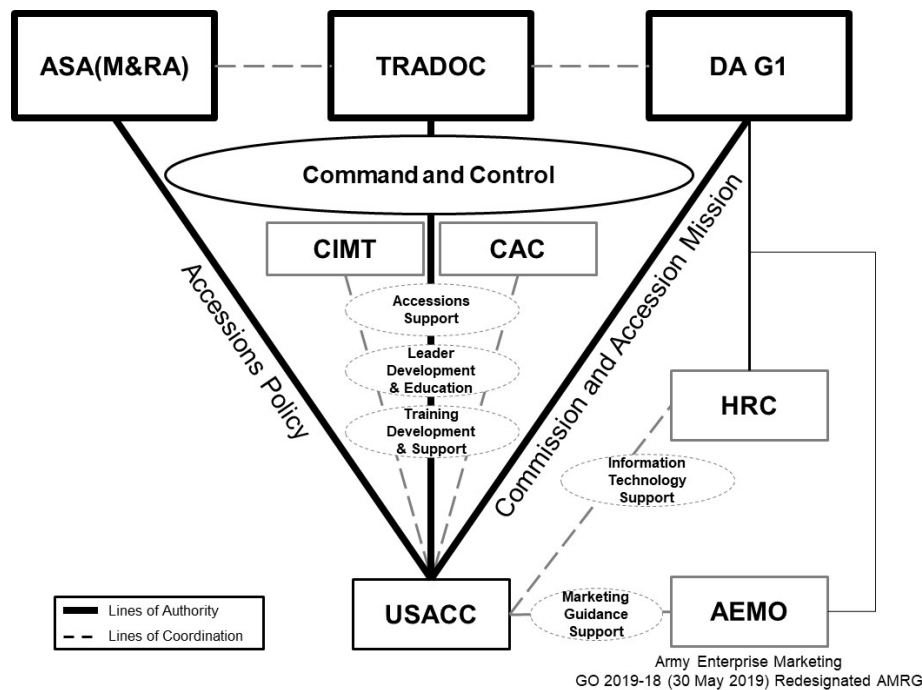 ASA(M&RA)
TRADOC
DA G1
Command and Control
CIMT
CAC
Accessions Policy
Accessions
Support
Leader
Development
& Education
Training
Development
& Support
Commission and Accession Mission
HRC
Information
Technology
Support
USACC
Marketing
Guidance
Support
AEMO
Lines of Authority
Lines of Coordination
Army Enterprise Marketing
GO 2019-18 (30 May 2019) Redesignated AMRG